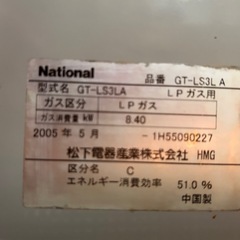 National 品番 GT-LS3LA
型式名 GT-LS3LA LPガス用
ガス区分 LPガス
ガス消費量 kW 8.40
2005年5月 -1H55090227
松下電器産業株式会社 HMG
区分名 C
エネルギー消費効率 51.0%
中国製